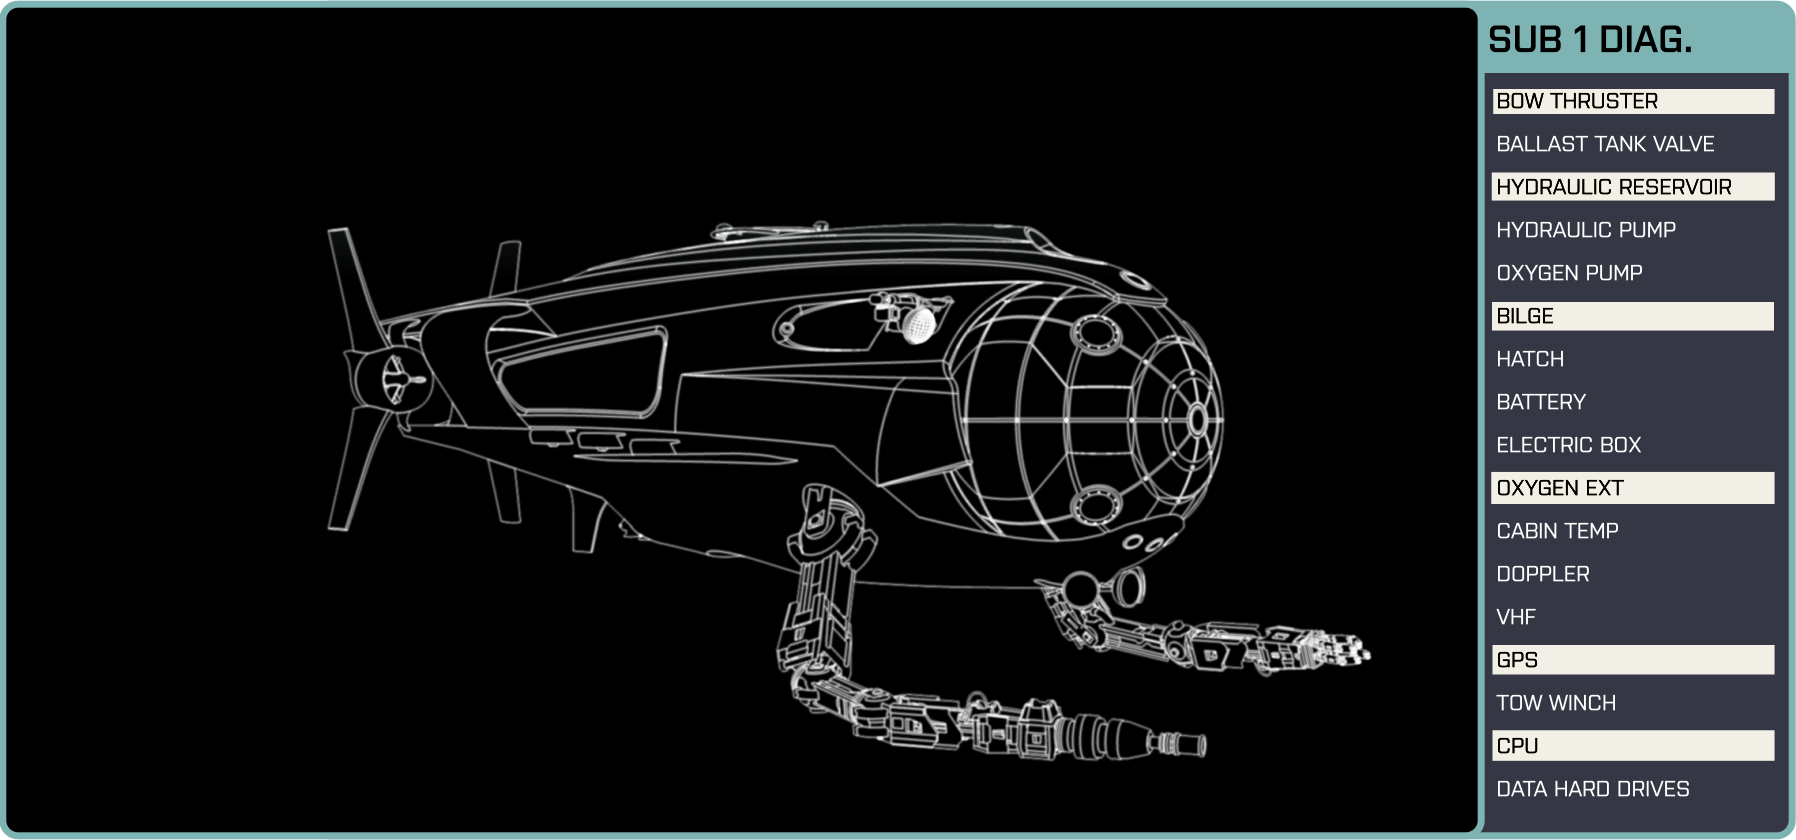 SUB 1 DIAG.
BOW THRUSTER
BALLAST TANK VALVE
HYDRAULIC RESERVOIR
HYDRAULIC PUMP
OXYGEN PUMP
BILGE
HATCH
BATTERY
ELECTRIC BOX
OXYGEN EXT
CABIN TEMP
DOPPLER
VHF
GPS
TOW WINCH
CPU
DATA HARD DRIVES